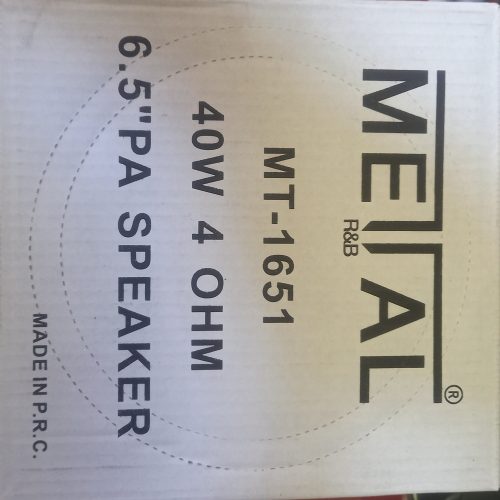 METAL®
R&B
MT-1651
40W 4 OHM
6.5"PA SPEAKER
MADE IN P.R.C.